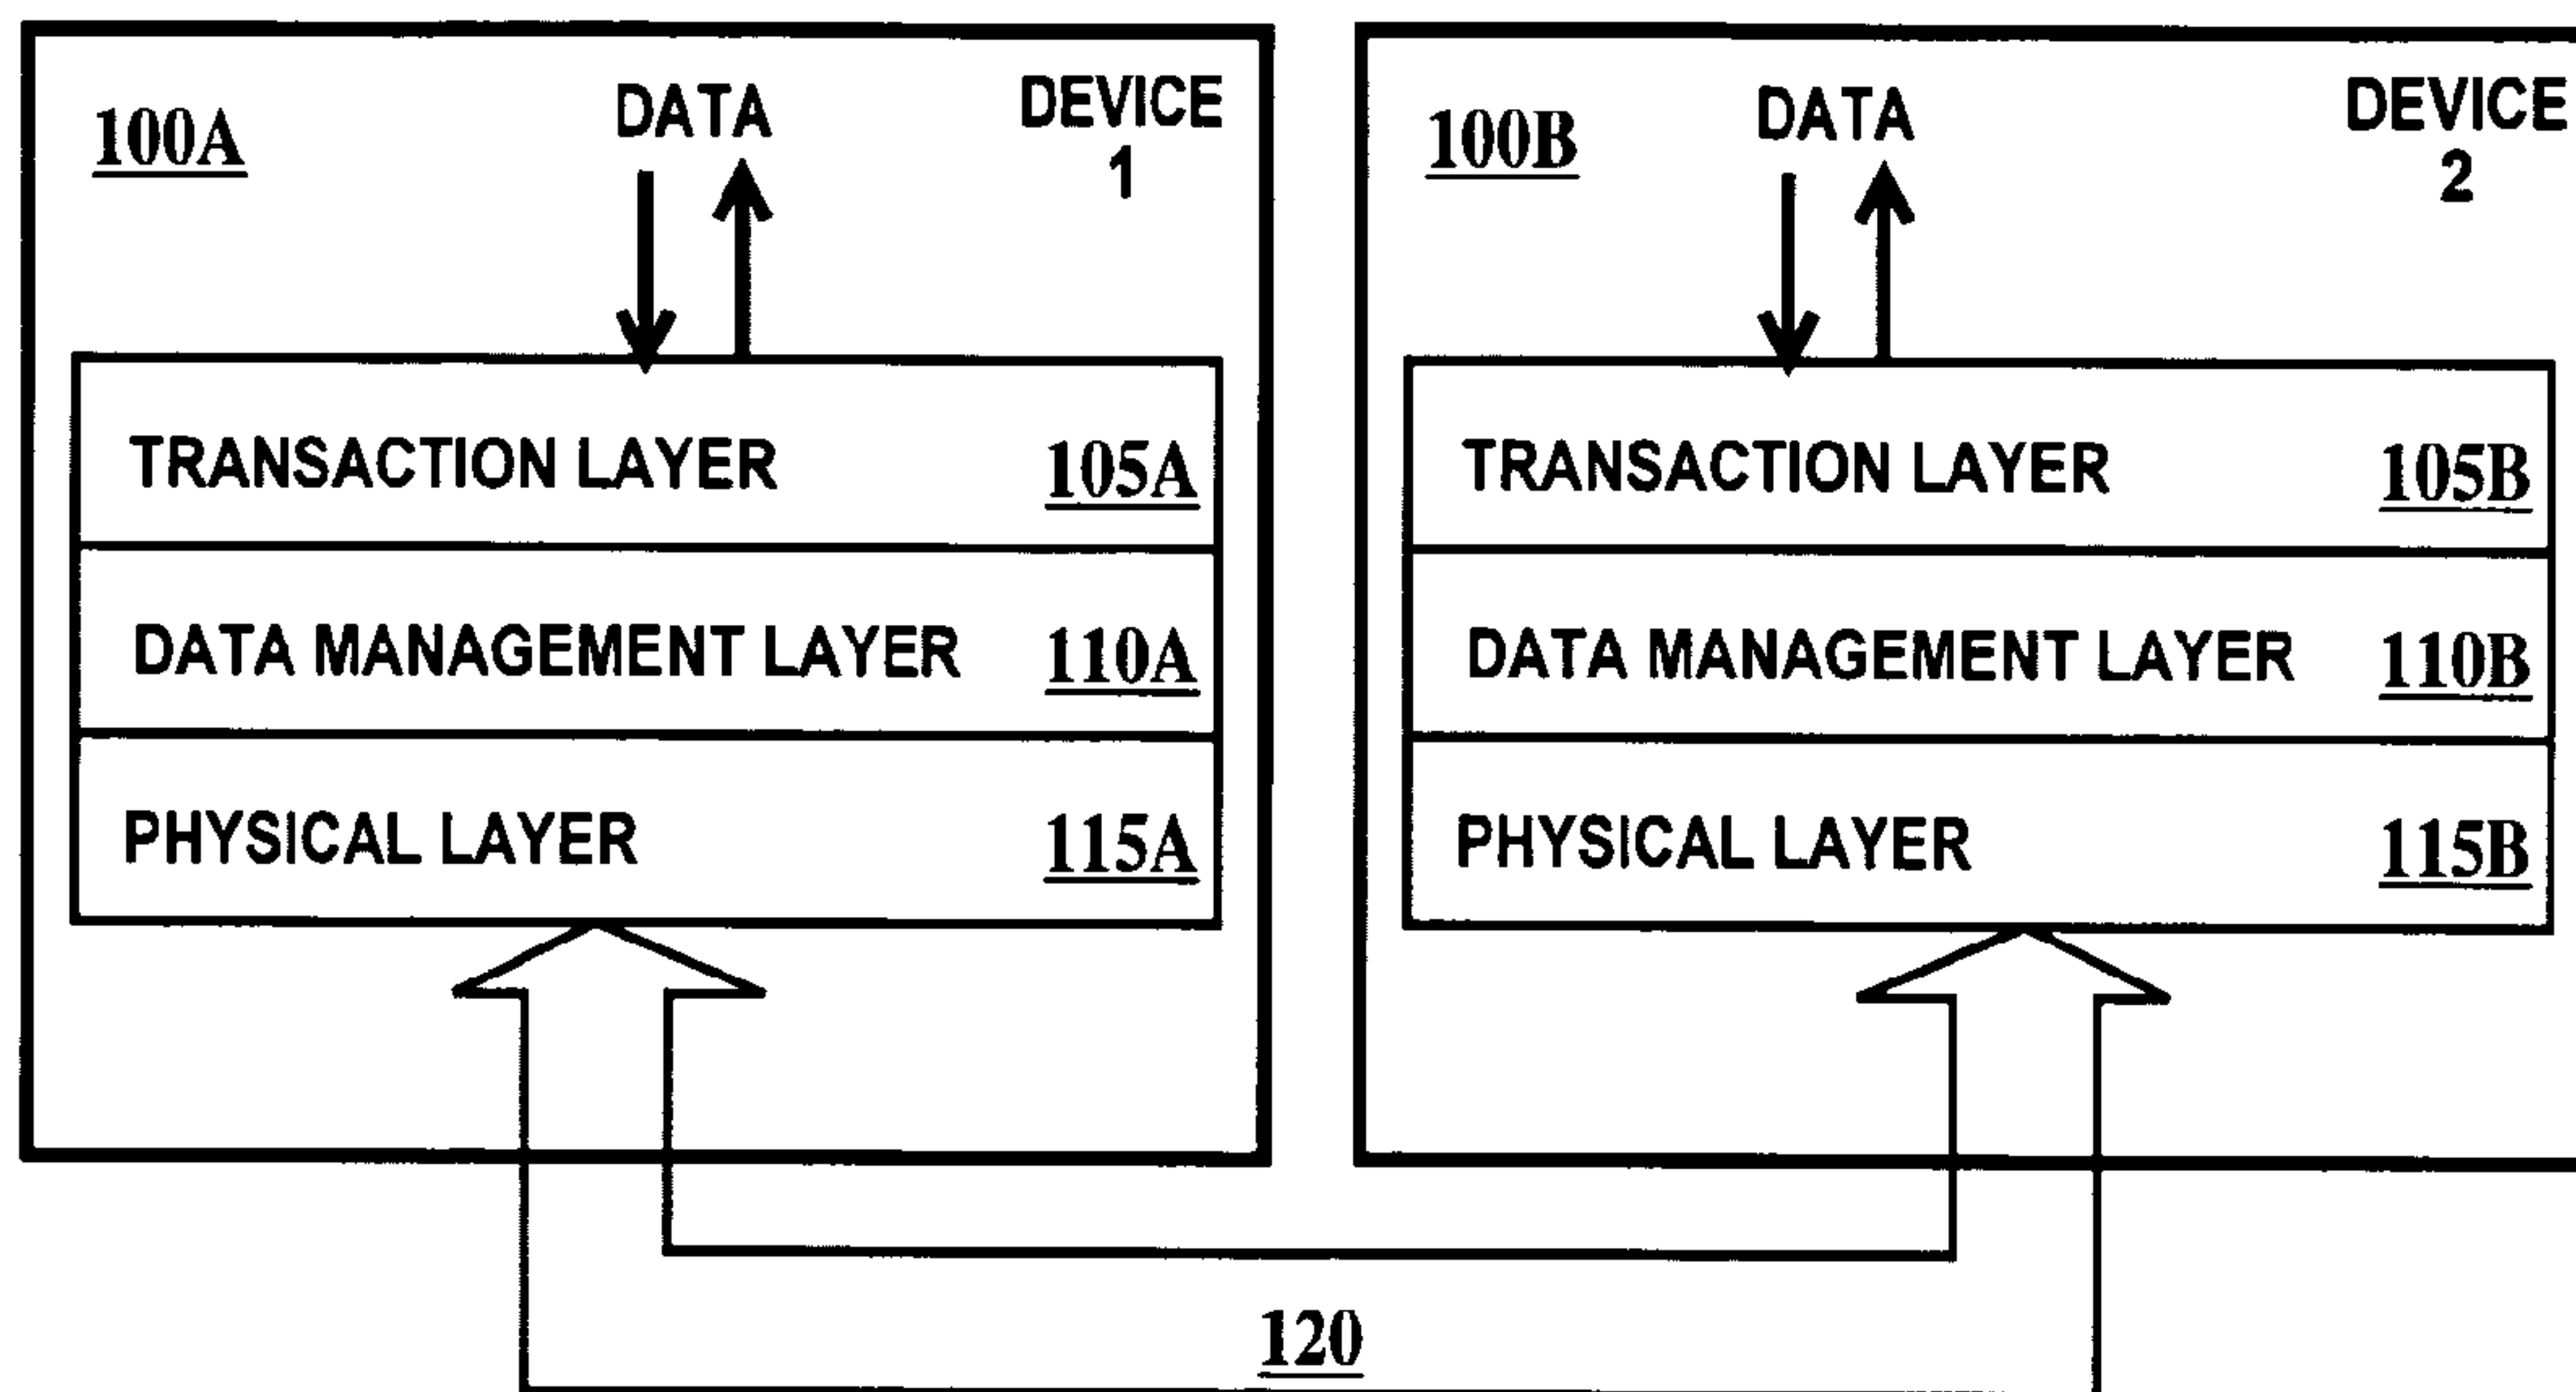 100A
DATA
DEVICE
1
TRANSACTION LAYER 105A
DATA MANAGEMENT LAYER 110A
PHYSICAL LAYER 115A
100B
DATA
DEVICE
2
TRANSACTION LAYER 105B
DATA MANAGEMENT LAYER 110B
PHYSICAL LAYER 115B
120